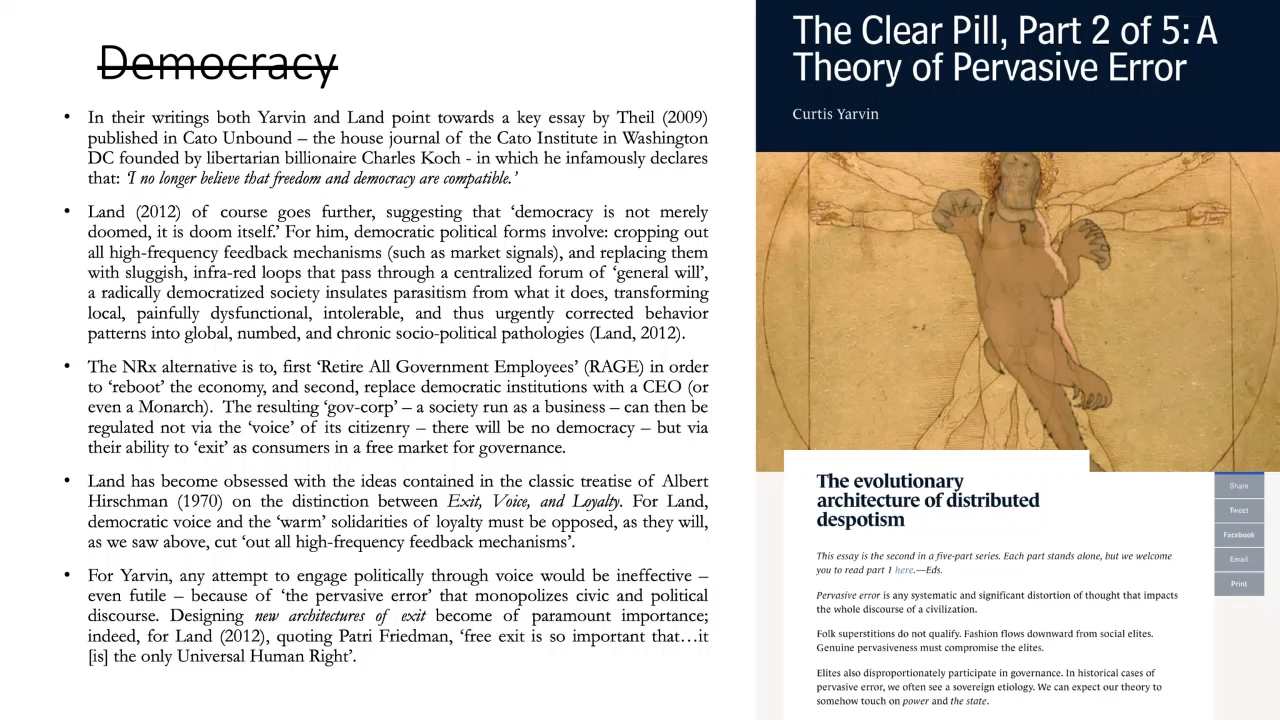 Democracy
• In their writings both Yarvin and Land point towards a key essay by Theil (2009)
published in Cato Unbound – the house journal of the Cato Institute in Washington
DC founded by libertarian billionaire Charles Koch - in which he infamously declares
that: ‘I no longer believe that freedom and democracy are compatible.’
• Land (2012) of course goes further, suggesting that ‘democracy is not merely
doomed, it is doom itself.’ For him, democratic political forms involve: cropping out
all high-frequency feedback mechanisms (such as market signals), and replacing them
with sluggish, infra-red loops that pass through a centralized forum of ‘general will’,
a radically democratized society insulates parasitism from what it does, transforming
local, painfully dysfunctional, intolerable, and thus urgently corrected behavior
patterns into global, numbed, and chronic socio-political pathologies (Land, 2012).
• The NRx alternative is to, first ‘Retire All Government Employees’ (RAGE) in order
to ‘reboot’ the economy, and second, replace democratic institutions with a CEO (or
even a Monarch). The resulting ‘gov-corp’ – a society run as a business – can then be
regulated not via the ‘voice’ of its citizenry – there will be no democracy – but via
their ability to ‘exit’ as consumers in a free market for governance.
• Land has become obsessed with the ideas contained in the classic treatise of Albert
Hirschman (1970) on the distinction between Exit, Voice, and Loyalty. For Land,
democratic voice and the ‘warm’ solidarities of loyalty must be opposed, as they will,
as we saw above, cut ‘out all high-frequency feedback mechanisms’.
• For Yarvin, any attempt to engage politically through voice would be ineffective –
even futile – because of ‘the pervasive error’ that monopolizes civic and political
discourse. Designing new architectures of exit become of paramount importance;
indeed, for Land (2012), quoting Patri Friedman, ‘free exit is so important that…it
[is] the only Universal Human Right’.
The Clear Pill, Part 2 of 5: A
Theory of Pervasive Error
Curtis Yarvin
The evolutionary
architecture of distributed
despotism
This essay is the second in a five-part series. Each part stands alone, but we welcome
you to read part 1 here.—Eds.
Pervasive error is any systematic and significant distortion of thought that impacts
the whole discourse of a civilization.
Folk superstitions do not qualify. Fashion flows downward from social elites.
Genuine pervasiveness must compromise the elites.
Elites also disproportionately participate in governance. In historical cases of
pervasive error, we often see a sovereign etiology. We can expect our theory to
somehow touch on power and the state.
Share
Tweet
Facebook
Email
Print